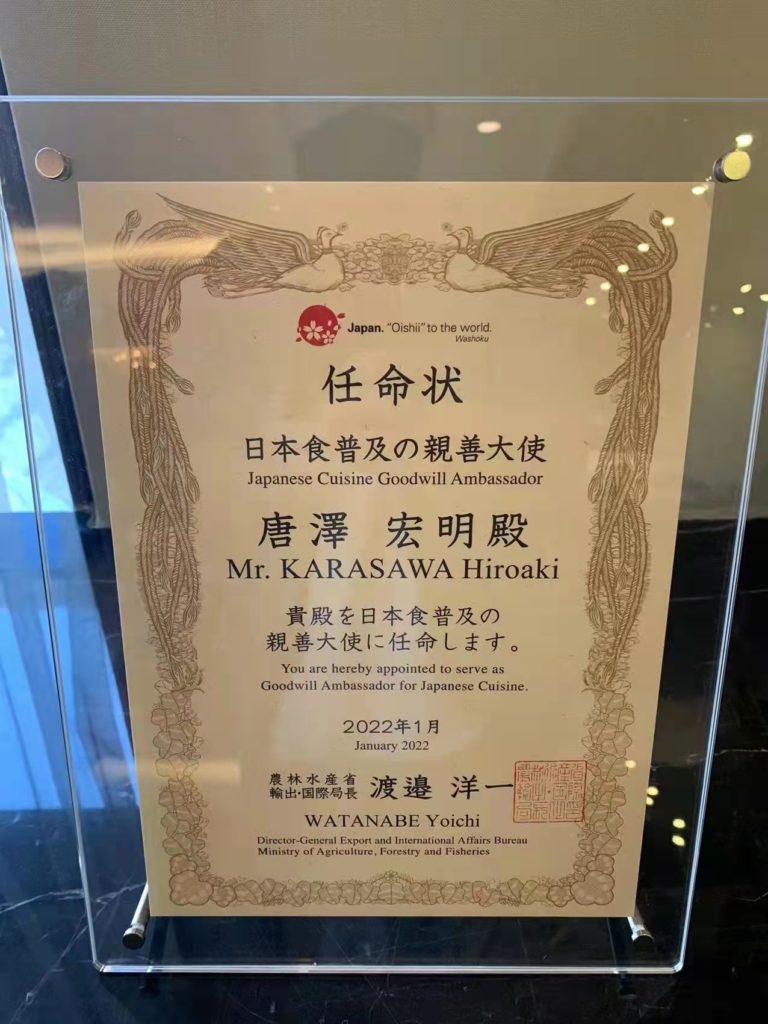 Japan. "Oishii" to the world.
Washoku
任命状
日本食普及の親善大使
Japanese Cuisine Goodwill Ambassador
唐澤 宏明殿
Mr. KARASAWA Hiroaki
貴殿を日本食普及の
親善大使に任命します。
You are hereby appointed to serve as
Goodwill Ambassador for Japanese Cuisine.
2022年1月
January 2022
農林水産省
輸出・国際局長 渡邉 洋一
WATANABE Yoichi
Director-General Export and International Affairs Bureau
Ministry of Agriculture, Forestry and Fisheries